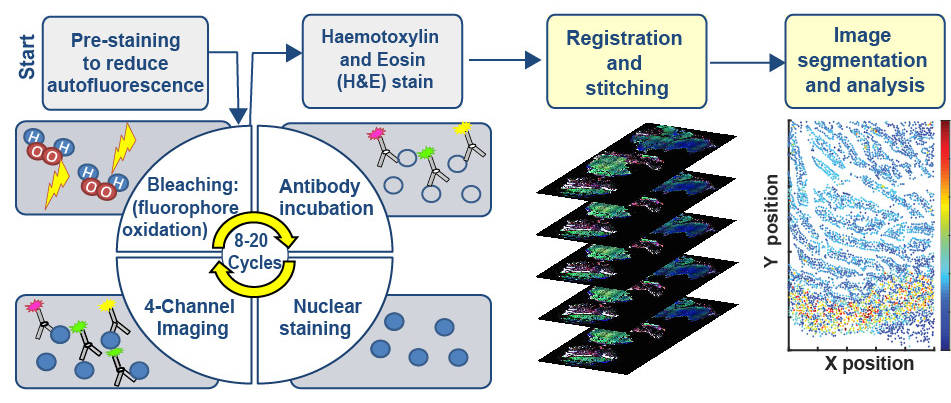 Start
Pre-staining
to reduce
autofluorescence
Haemotoxylin
and Eosin
(H&E) stain
Registration
and
stitching
Image
segmentation
and analysis
H
O
O
H
H
O
O
H
Bleaching:
(fluorophore
oxidation)
Antibody
incubation
8-20
Cycles
4-Channel
Imaging
Nuclear
staining
Y position
X position